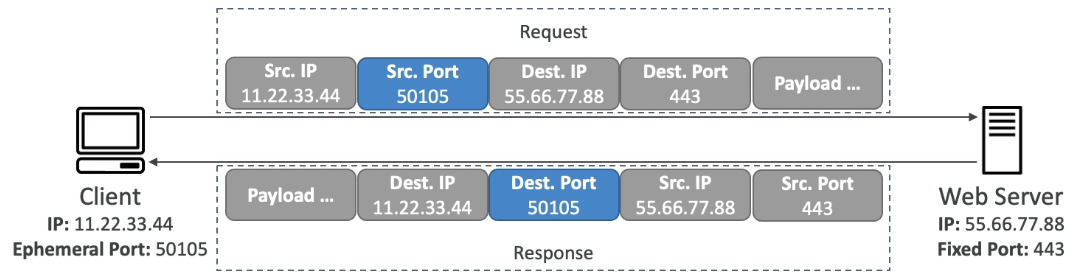 Request
Src. IP
11.22.33.44
Src. Port
50105
Dest. IP
55.66.77.88
Dest. Port
443
Payload ...
Client
IP: 11.22.33.44
Ephemeral Port: 50105
Web Server
IP: 55.66.77.88
Fixed Port: 443
Payload ...
Dest. IP
11.22.33.44
Dest. Port
50105
Src. IP
55.66.77.88
Src. Port
443
Response